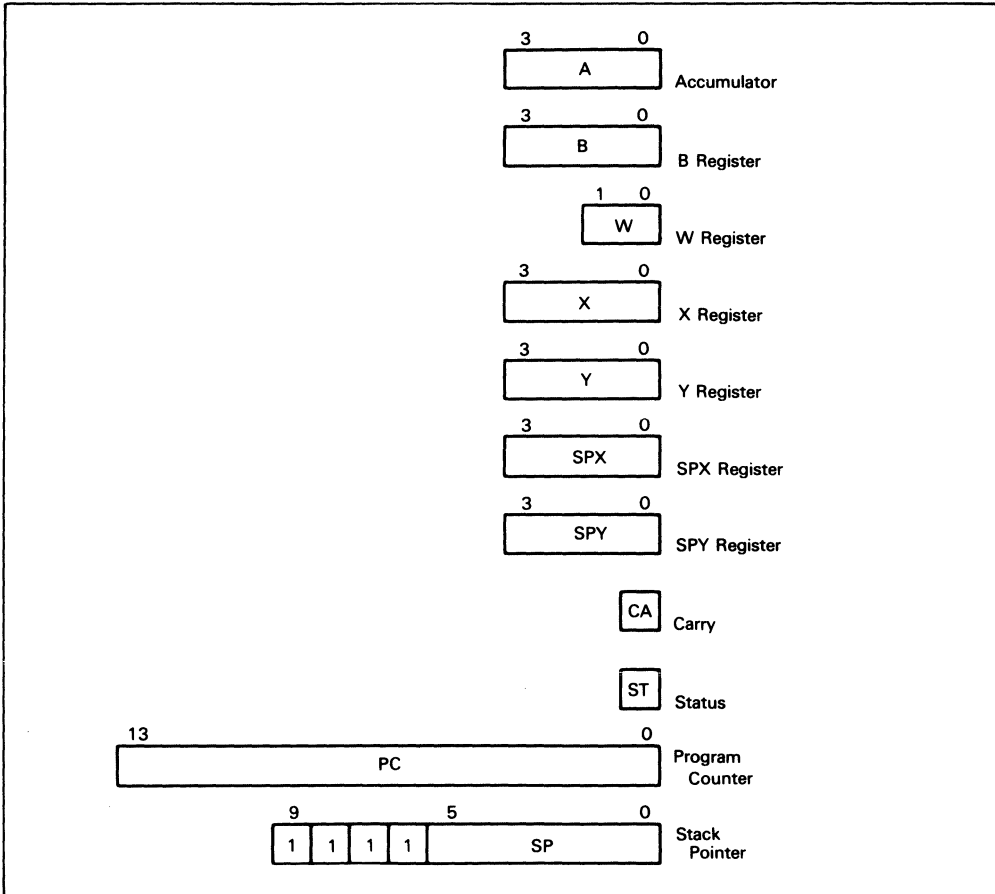 3 0
A
Accumulator
3 0
B
B Register
1 0
W
W Register
3 0
X
X Register
3 0
Y
Y Register
3 0
SPX
SPX Register
3 0
SPY
SPY Register
CA
Carry
ST
Status
13 0
PC
Program
Counter
9 5 0
1 1 1 1 SP
Stack
Pointer